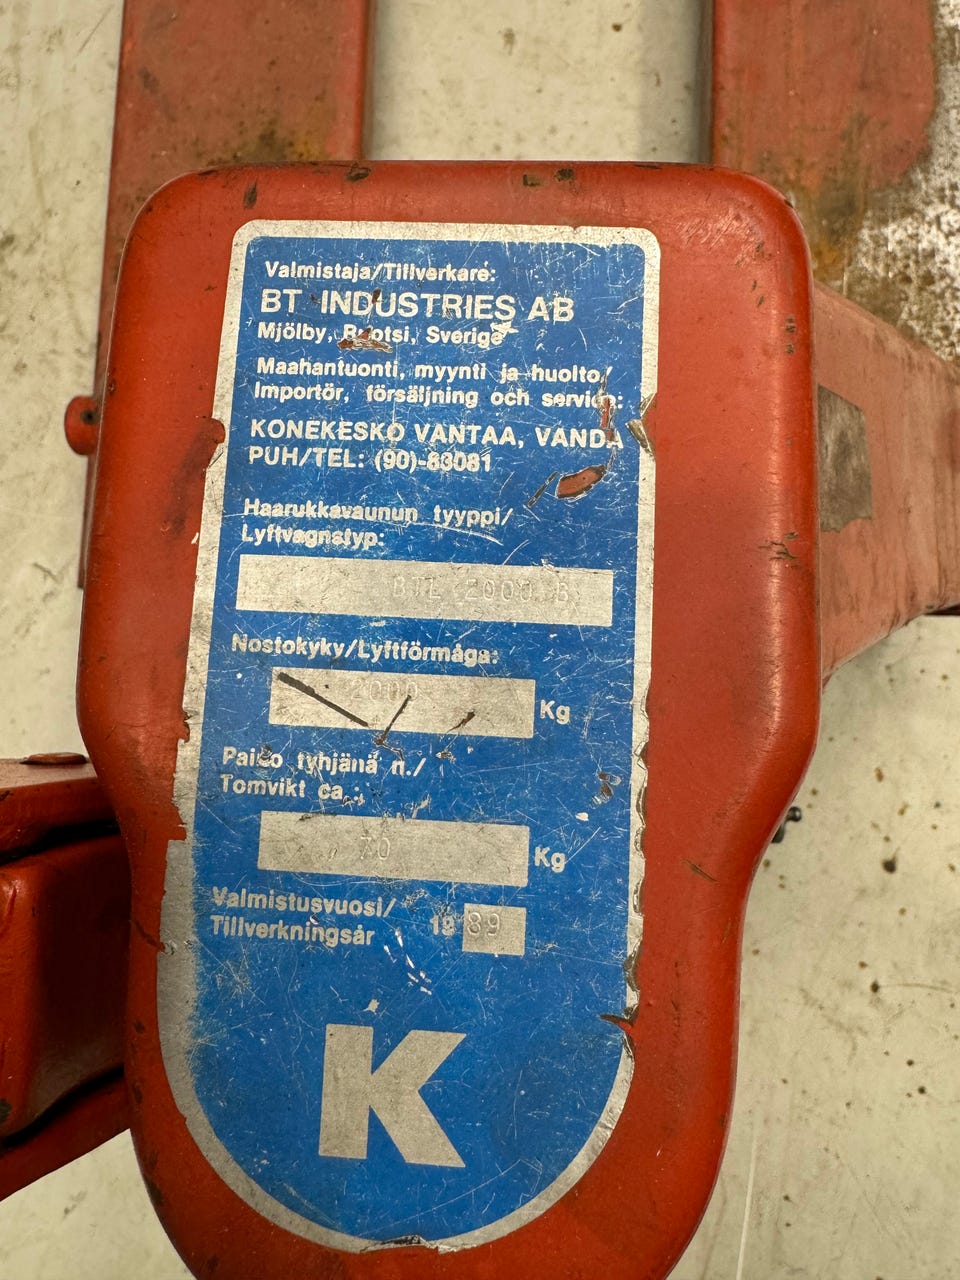 Valmistaja/Tillverkare:
BT INDUSTRIES AB
Mjölby, Ruotsi, Sverige
Maahantuonti, myynti ja huolto/
Importör, försäljning och service:
KONEKESKO VANTAA, VANDA
PUH/TEL: (90)-83081
Haarukkavaunun tyyppi/
Lyftvagnstyp:
BTL 2000 B
Nostokyky/Lyftförmåga:
2000 Kg
Paino tyhjänä n./
Tomvikt ca.:
70 Kg
Valmistusvuosi/
Tillverkningsår 1989
K